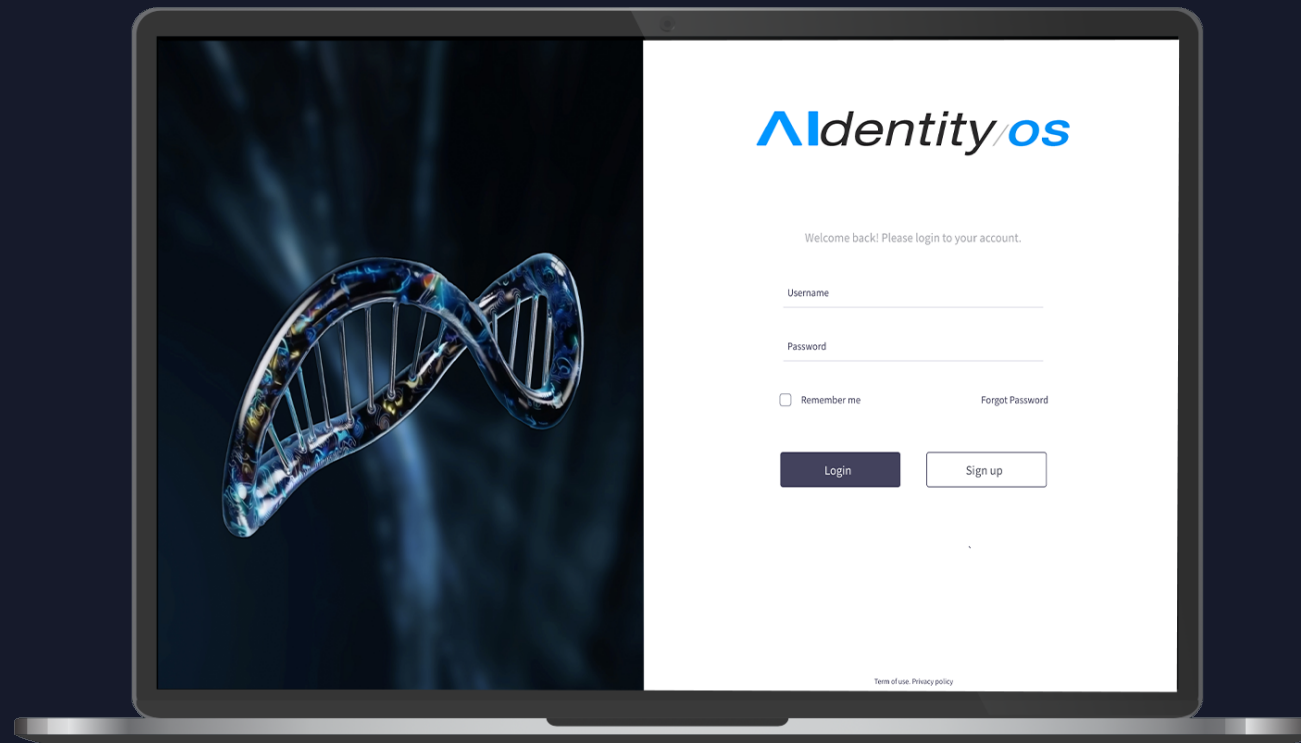 AIdentity/os
Welcome back! Please login to your account.
Username
Password
Remember me Forgot Password
Login Sign up
Term of use. Privacy policy